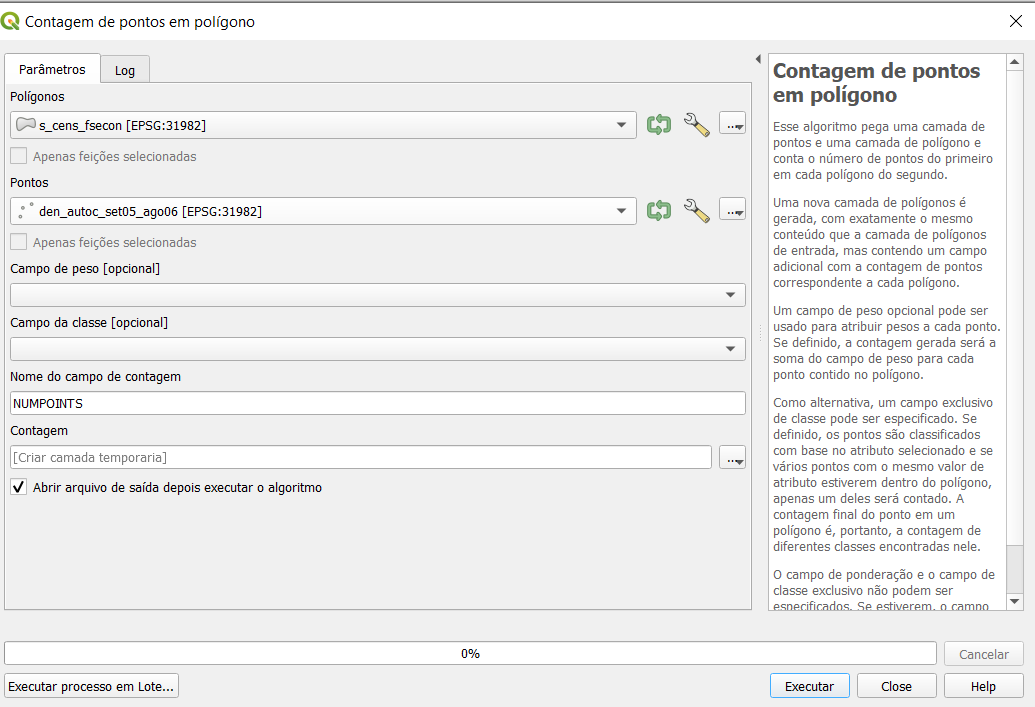 Contagem de pontos em polígono
Parâmetros
Log
Polígonos
s_cens_fsecon [EPSG:31982]
...
Apenas feições selecionadas
Pontos
den_autoc_set05_ago06 [EPSG:31982]
...
Apenas feições selecionadas
Campo de peso [opcional]
Campo da classe [opcional]
Nome do campo de contagem
NUMPOINTS
Contagem
[Criar camada temporaria]
...
Abrir arquivo de saída depois executar o algoritmo
Contagem de pontos
em polígono
Esse algoritmo pega uma camada de
pontos e uma camada de polígono e
conta o número de pontos do primeiro
em cada polígono do segundo.
Uma nova camada de polígonos é
gerada, com exatamente o mesmo
conteúdo que a camada de polígonos
de entrada, mas contendo um campo
adicional com a contagem de pontos
correspondente a cada polígono.
Um campo de peso opcional pode ser
usado para atribuir pesos a cada ponto.
Se definido, a contagem gerada será a
soma do campo de peso para cada
ponto contido no polígono.
Como alternativa, um campo exclusivo
de classe pode ser especificado. Se
definido, os pontos são classificados
com base no atributo selecionado e se
vários pontos com o mesmo valor de
atributo estiverem dentro do polígono,
apenas um deles será contado. A
contagem final do ponto em um
polígono é, portanto, a contagem de
diferentes classes encontradas nele.
O campo de ponderação e o campo de
classe exclusivo não podem ser
especificados. Se estiverem, o campo
0%
Cancelar
Executar processo em Lote...
Executar
Close
Help